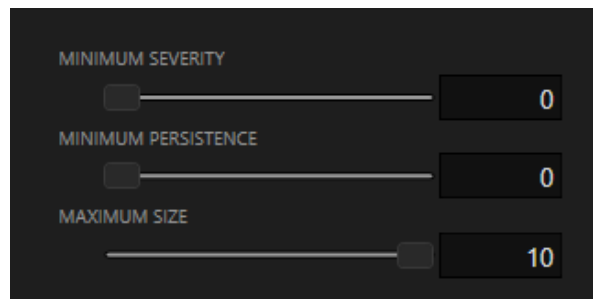 MINIMUM SEVERITY
0
MINIMUM PERSISTENCE
0
MAXIMUM SIZE
10